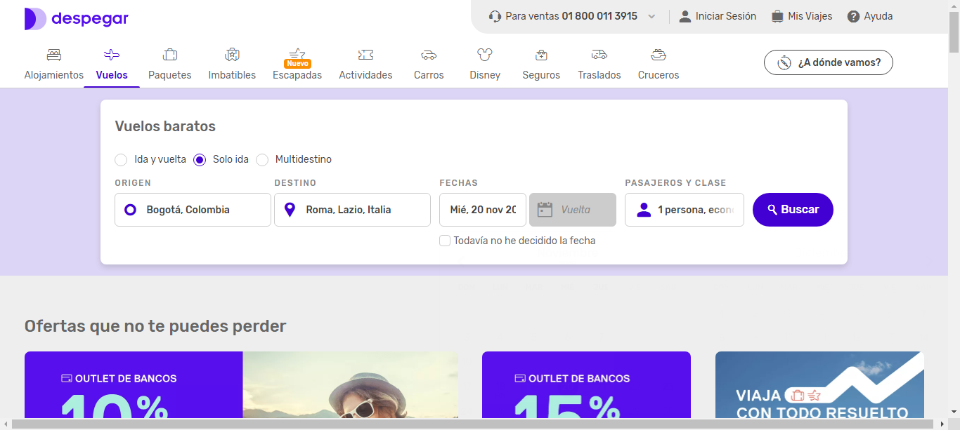 despegar
Para ventas 01 800 011 3915
Iniciar Sesión
Mis Viajes
Ayuda
Alojamientos
Vuelos
Paquetes
Imbatibles
Nuevo
Escapadas
Actividades
Carros
Disney
Seguros
Traslados
Cruceros
¿A dónde vamos?
Vuelos baratos
Ida y vuelta
Solo ida
Multidestino
ORIGEN
DESTINO
FECHAS
PASAJEROS Y CLASE
Bogotá, Colombia
Roma, Lazio, Italia
Mié, 20 nov 20
Vuelta
1 persona, econ
Buscar
Todavía no he decidido la fecha
Ofertas que no te puedes perder
OUTLET DE BANCOS
10%
OUTLET DE BANCOS
15%
VIAJA
CON TODO RESUELTO